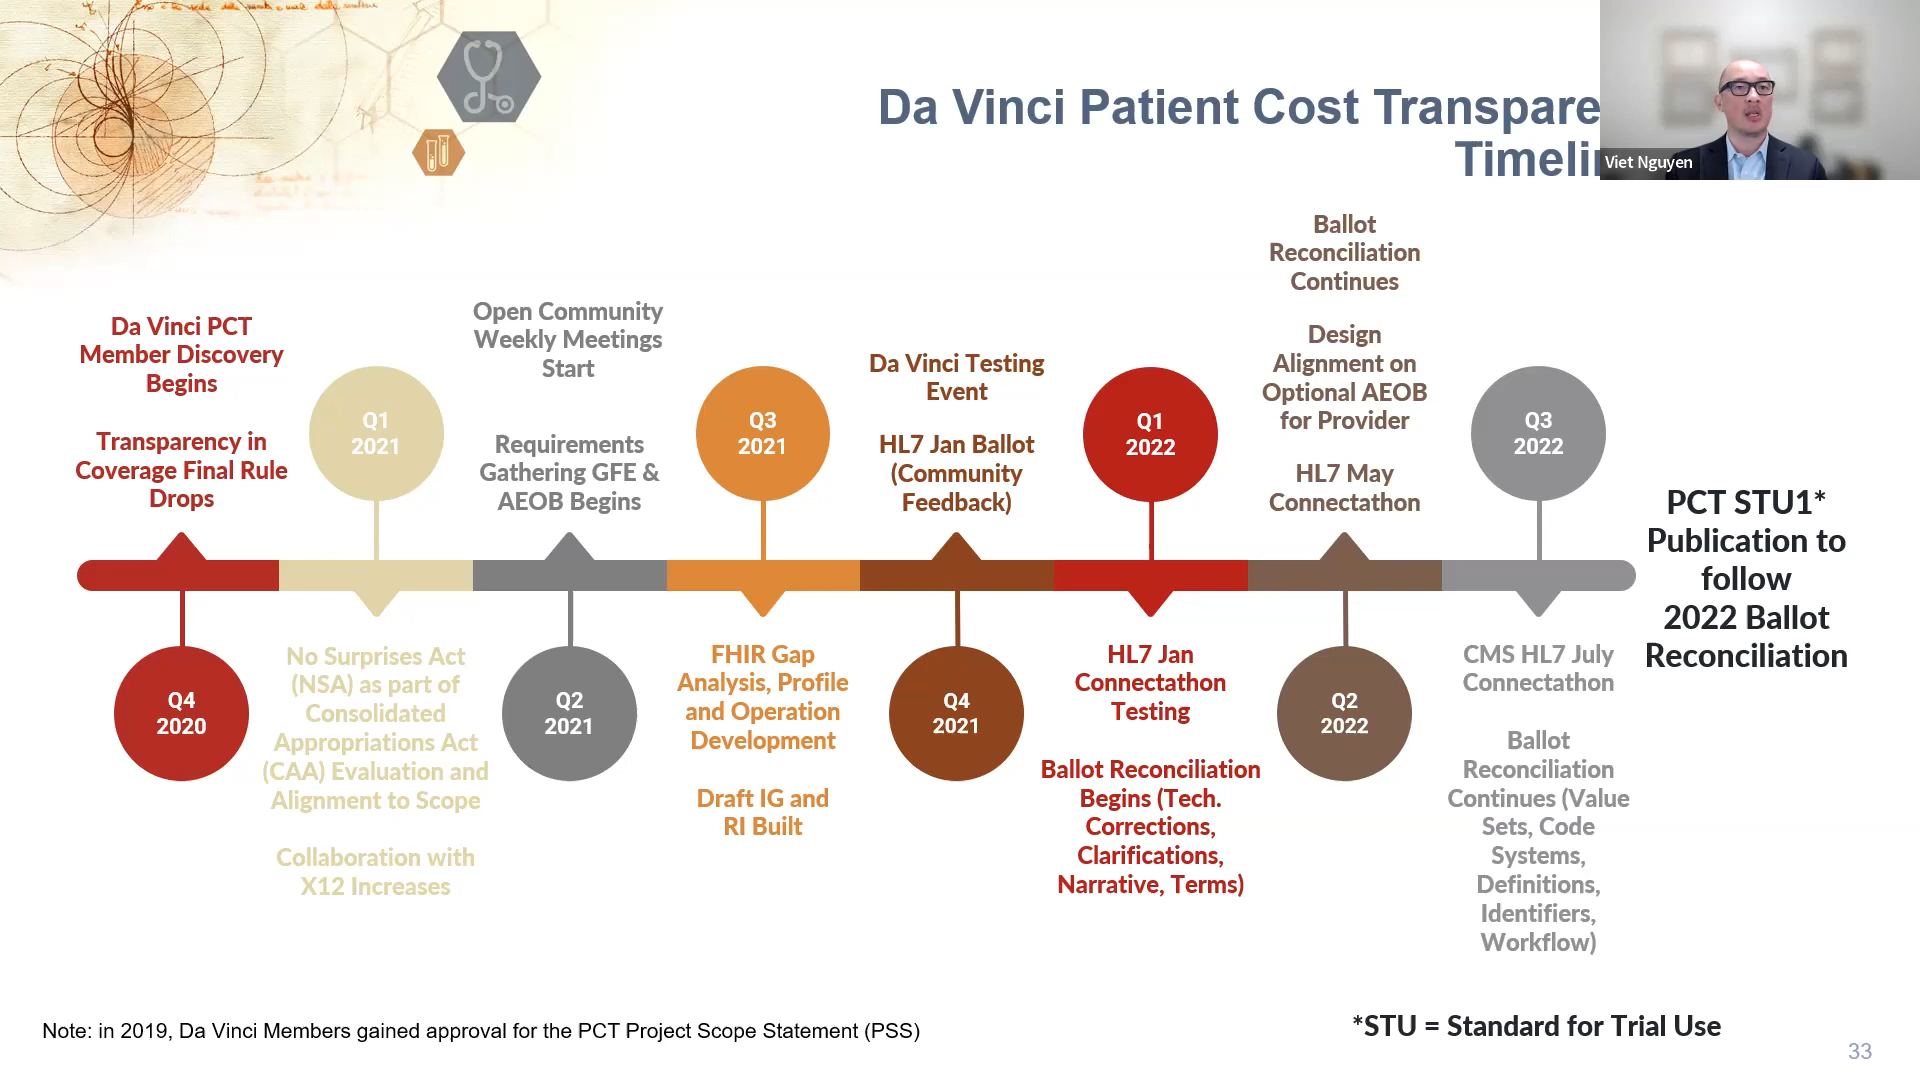 Da Vinci Patient Cost Transpare
Timeli
Viet Nguyen
Da Vinci PCT
Member Discovery
Begins
Transparency in
Coverage Final Rule
Drops
Q4
2020
Q1
2021
No Surprises Act
(NSA) as part of
Consolidated
Appropriations Act
(CAA) Evaluation and
Alignment to Scope
Collaboration with
X12 Increases
Open Community
Weekly Meetings
Start
Requirements
Gathering GFE &
AEOB Begins
Q2
2021
Q3
2021
FHIR Gap
Analysis, Profile
and Operation
Development
Draft IG and
RI Built
Da Vinci Testing
Event
HL7 Jan Ballot
(Community
Feedback)
Q4
2021
Q1
2022
HL7 Jan
Connectathon
Testing
Ballot Reconciliation
Begins (Tech.
Corrections,
Clarifications,
Narrative, Terms)
Ballot
Reconciliation
Continues
Design
Alignment on
Optional AEOB
for Provider
HL7 May
Connectathon
Q2
2022
Q3
2022
CMS HL7 July
Connectathon
Ballot
Reconciliation
Continues (Value
Sets, Code
Systems,
Definitions,
Identifiers,
Workflow)
PCT STU1*
Publication to
follow
2022 Ballot
Reconciliation
Note: in 2019, Da Vinci Members gained approval for the PCT Project Scope Statement (PSS)
*STU = Standard for Trial Use
33